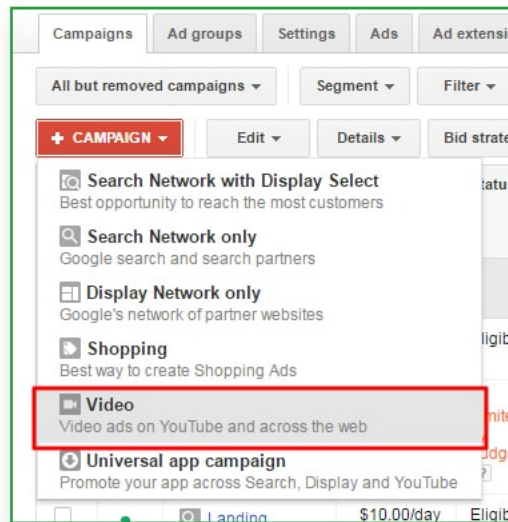 Campaigns Ad groups Settings Ads Ad
All but removed campaigns Segment Filter
+ CAMPAIGN Edit Details Bid
Search Network with Display Select
Best opportunity to reach the most customers
Search Network only
Google search and search partners
Display Network only
Google's network of partner websites
Shopping
Best way to create Shopping Ads
Video
Video ads on YouTube and across the web
Universal app campaign
Promote your app across Search, Display and YouTube
?
Landing $10.00/day Eligib